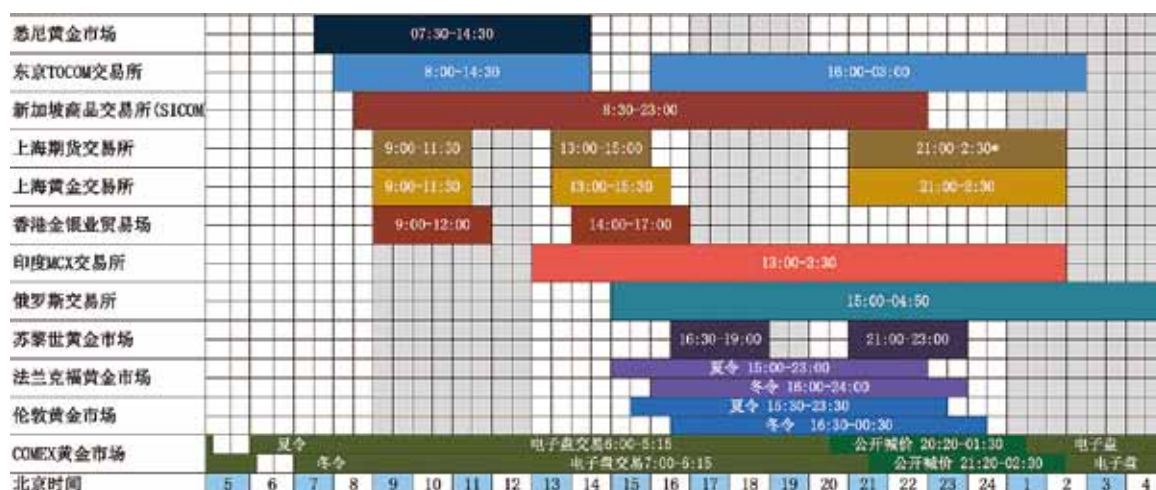 悉尼黄金市场 07:30-14:30
东京TOCOM交易所 8:00-14:30 16:00-03:00
新加坡商品交易所(SICOM 8:30-23:00
上海期货交易所 9:00-11:30 13:00-15:00 21:00-2:30*
上海黄金交易所 9:00-11:30 13:00-15:30 21:00-2:30
香港金银业贸易场 9:00-12:00 14:00-17:00
印度MCX交易所 13:00-2:30
俄罗斯交易所 15:00-04:50
苏黎世黄金市场 16:30-19:00 21:00-23:00
法兰克福黄金市场 夏令 15:00-23:00
冬令 16:00-24:00
伦敦黄金市场 夏令 15:30-23:30
冬令 16:30-00:30
COMEX黄金市场 夏令 电子盘交易6:00-5:15 公开喊价 20:20-01:30 电子盘
冬令 电子盘交易7:00-6:15 公开喊价 21:20-02:30 电子盘
北京时间 5 6 7 8 9 10 11 12 13 14 15 16 17 18 19 20 21 22 23 24 1 2 3 4